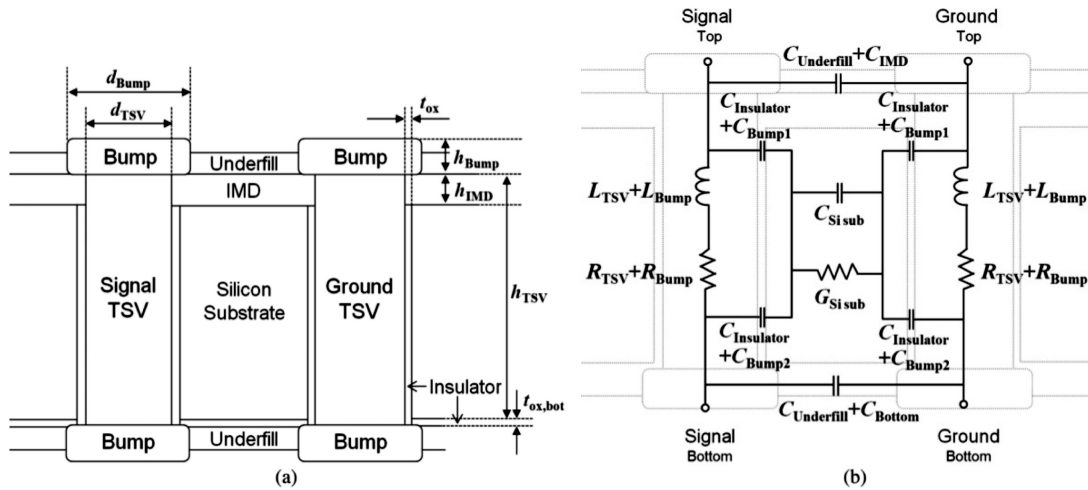 d_Bump
d_TSV
t_ox
Bump
Bump
Underfill
h_Bump
IMD
h_IMD
Signal
TSV
Silicon
Substrate
Ground
TSV
h_TSV
Insulator
t_ox,bot
Bump
Underfill
Bump
(a)
Signal
Top
Ground
Top
C_Underfill+C_IMD
C_Insulator
+C_Bump1
C_Insulator
+C_Bump1
L_TSV+L_Bump
C_Si sub
L_TSV+L_Bump
R_TSV+R_Bump
G_Si sub
R_TSV+R_Bump
C_Insulator
+C_Bump2
C_Insulator
+C_Bump2
C_Underfill+C_Bottom
Signal
Bottom
Ground
Bottom
(b)